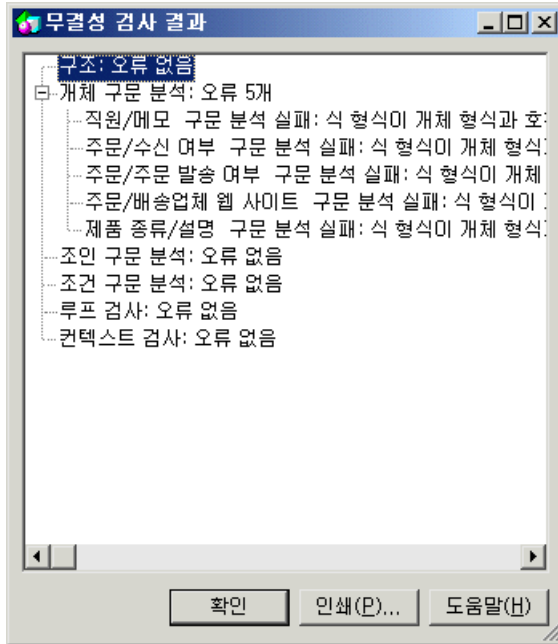 무결성 검사 결과
구조: 오류 없음
개체 구문 분석: 오류 5개
직원/메모 구문 분석 실패: 식 형식이 개체 형식과
주문/수신 여부 구문 분석 실패: 식 형식이 개체 형식
주문/주문 발송 여부 구문 분석 실패: 식 형식이 개체
주문/배송업체 웹 사이트 구문 분석 실패: 식 형식이
제품 종류/설명 구문 분석 실패: 식 형식이 개체 형식
조인 구문 분석: 오류 없음
조건 구문 분석: 오류 없음
루프 검사: 오류 없음
컨텍스트 검사: 오류 없음
확인 인쇄(P)... 도움말(H)